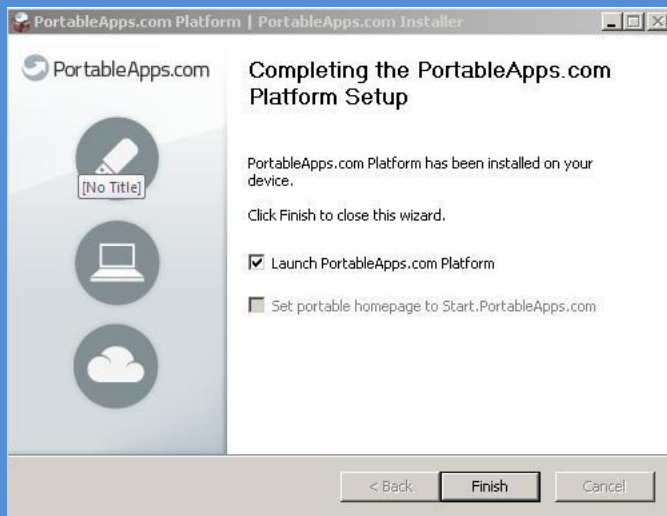 PortableApps.com Platform | PortableApps.com Installer
PortableApps.com
[No Title]
Completing the PortableApps.com
Platform Setup
PortableApps.com Platform has been installed on your
device.
Click Finish to close this wizard.
Launch PortableApps.com Platform
Set portable homepage to Start.PortableApps.com
< Back
Finish
Cancel